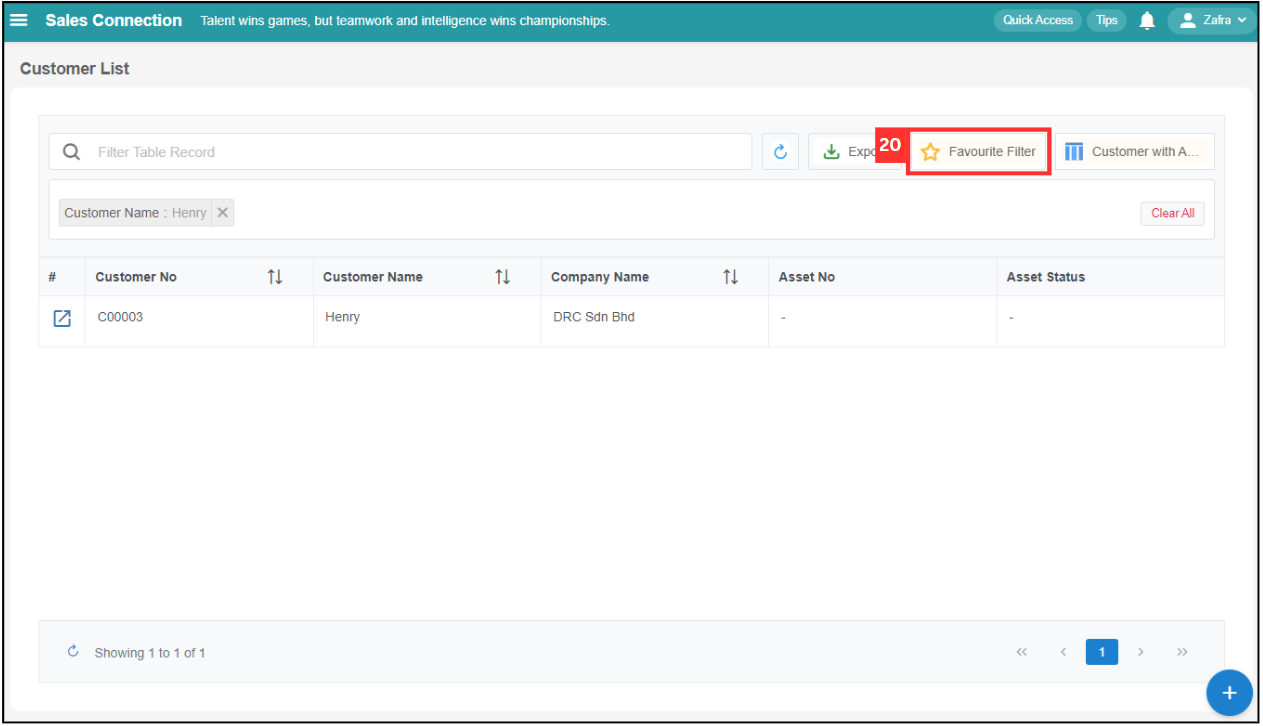 Sales Connection Talent wins games, but teamwork and intelligence wins championships. Quick Access Tips Zafra
Customer List
Filter Table Record Expo 20 Favourite Filter Customer with A...
Customer Name : Henry Clear All
# Customer No Customer Name Company Name Asset No Asset Status
C00003 Henry DRC Sdn Bhd - -
Showing 1 to 1 of 1 << < 1 > >>
+